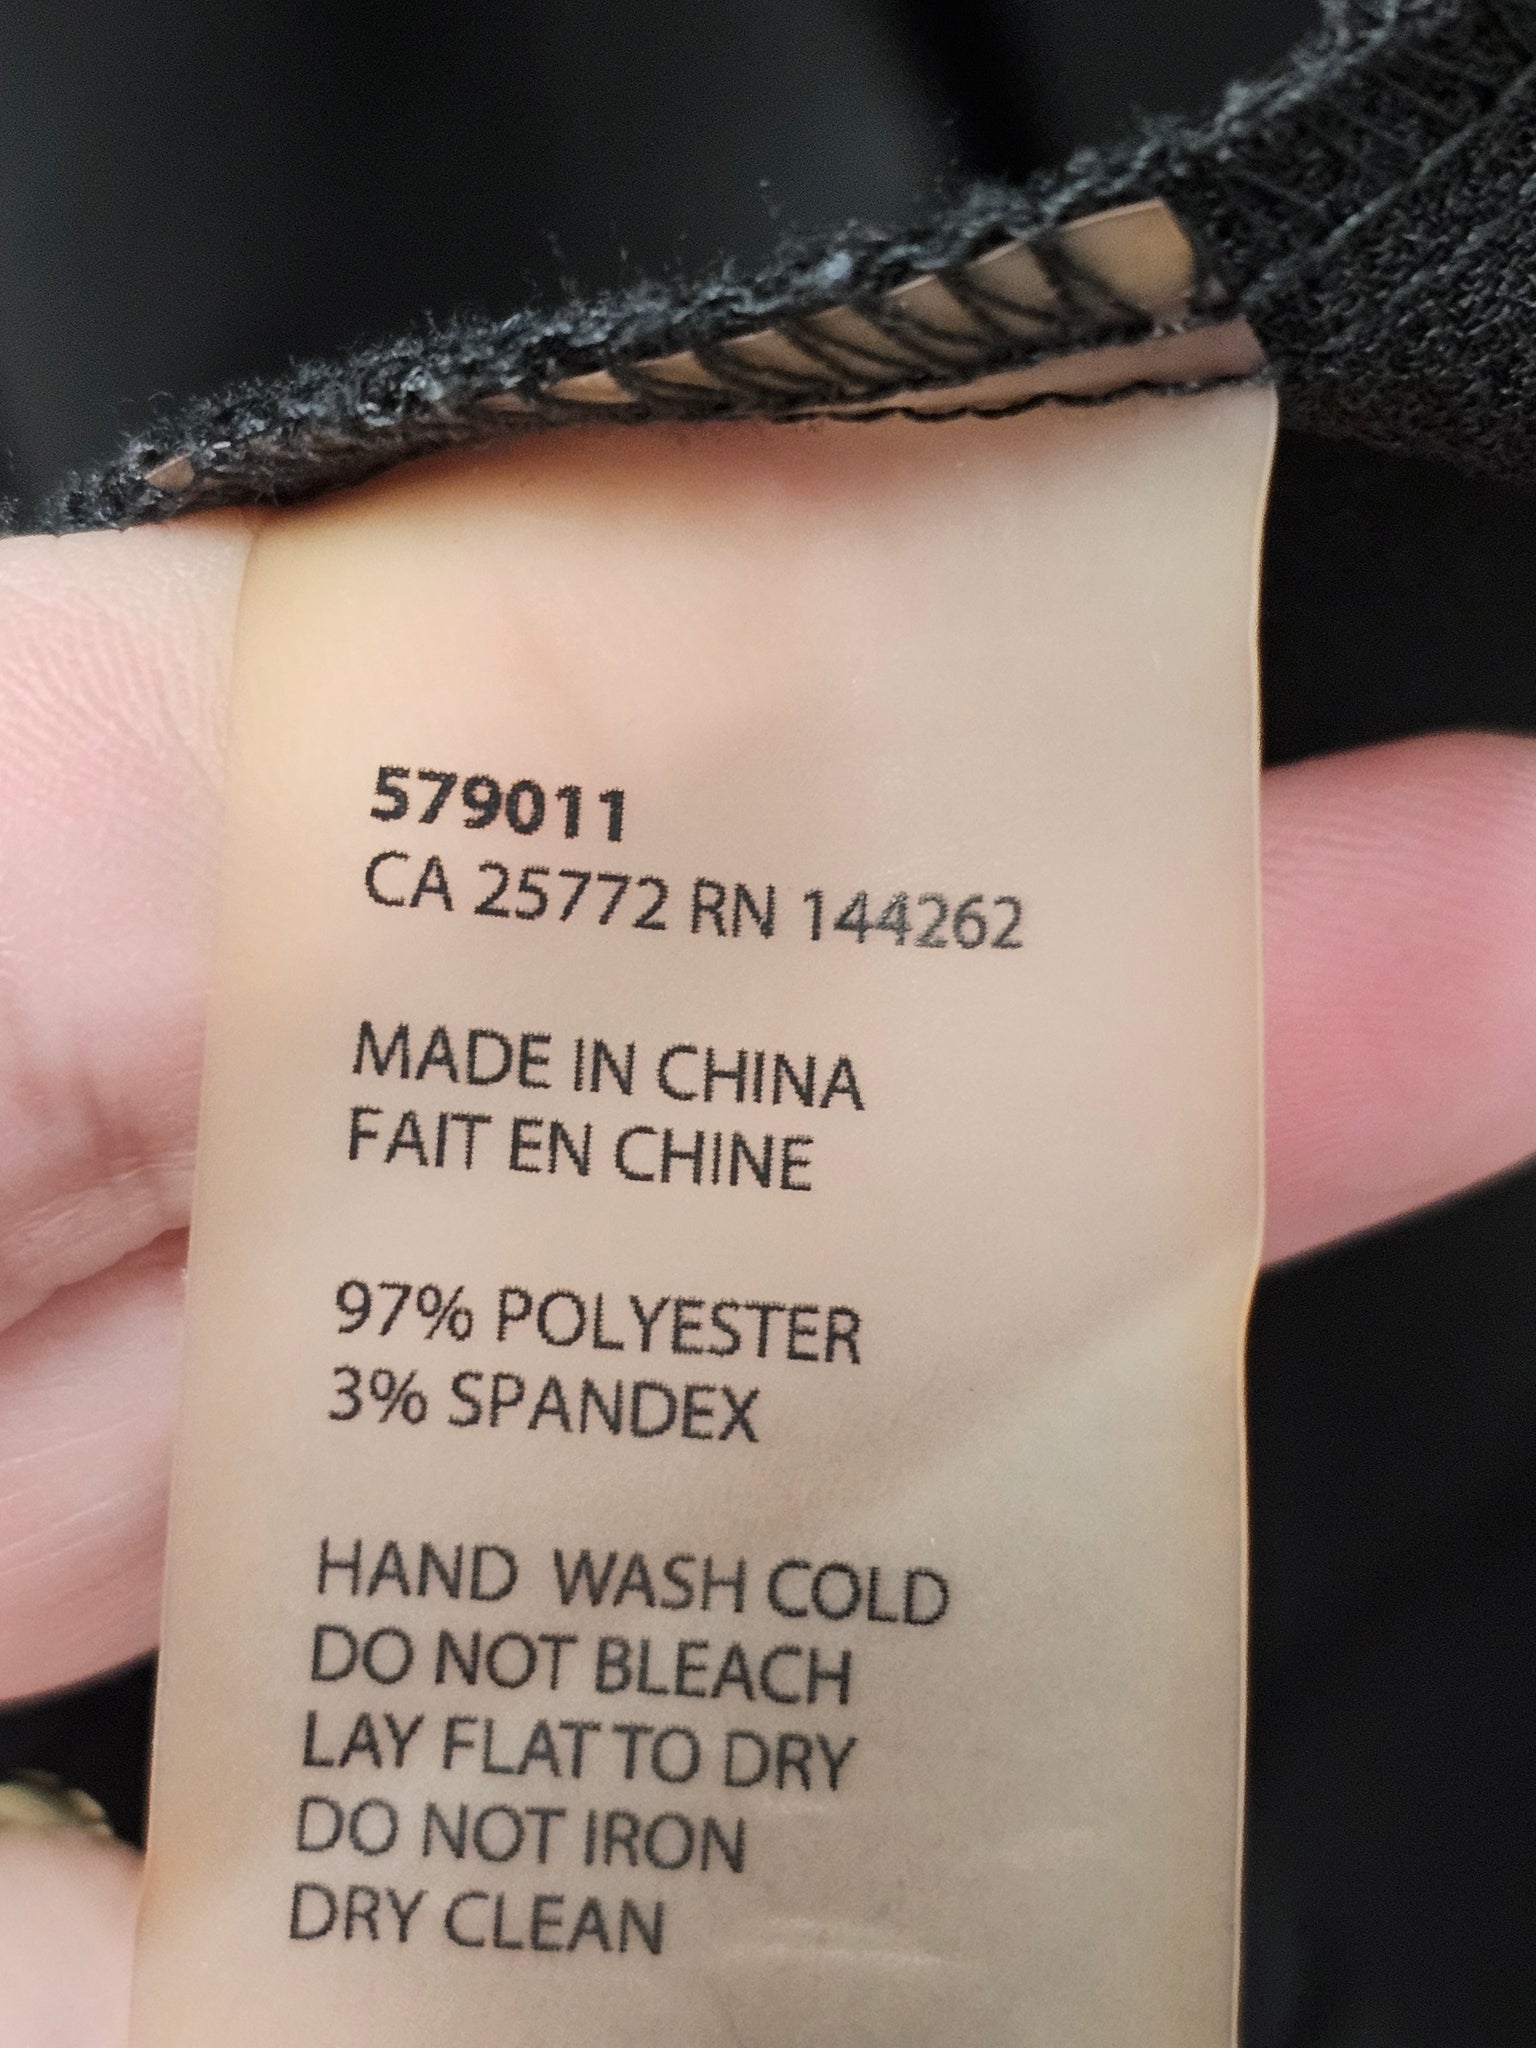 579011
CA 25772 RN 144262
MADE IN CHINA
FAIT EN CHINE
97% POLYESTER
3% SPANDEX
HAND WASH COLD
DO NOT BLEACH
LAY FLAT TO DRY
DO NOT IRON
DRY CLEAN